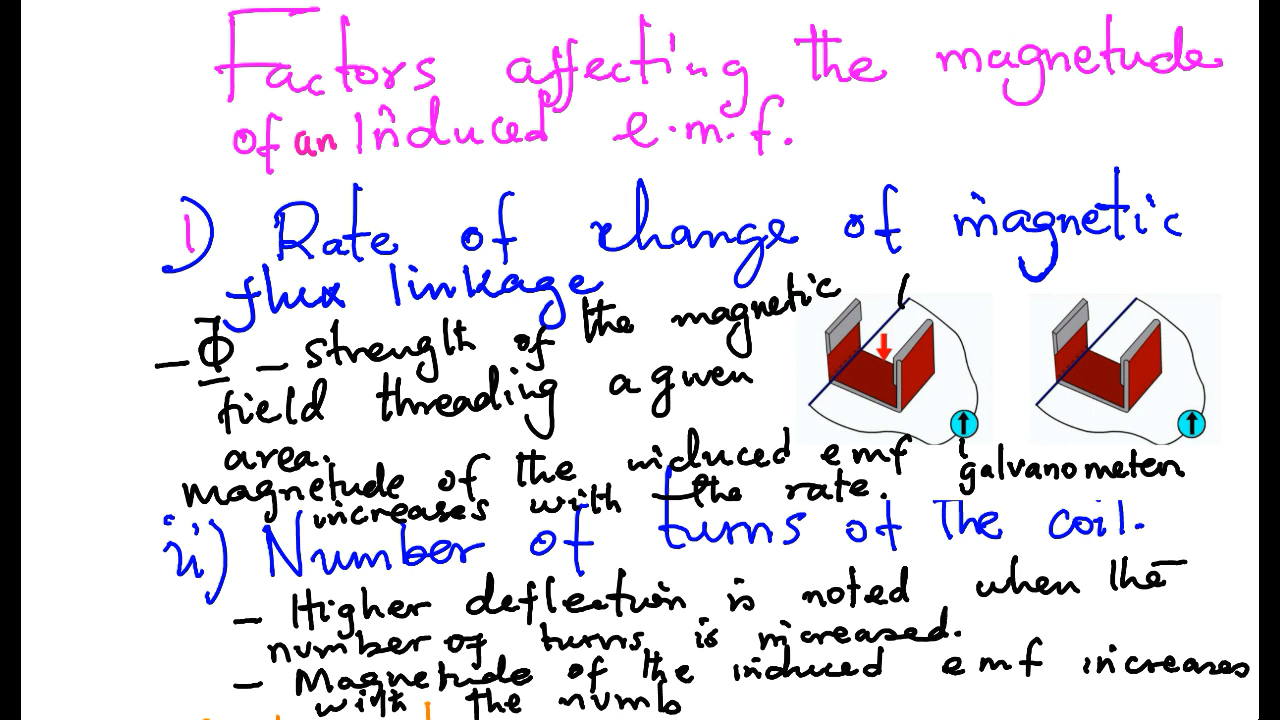 Factors affecting the magnetude
of an Induced e.m.f.
i) Rate of change of magnetic
flux linkage
- Φ - strength of the magnetic
field threading a given
area.
magnetude of the induced emf
increases with the rate.
galvanometer
ii) Number of turns of the coil.
- Higher deflection is noted when the
number of turns is increased.
- Magnetude of the induced emf increases
with the numb